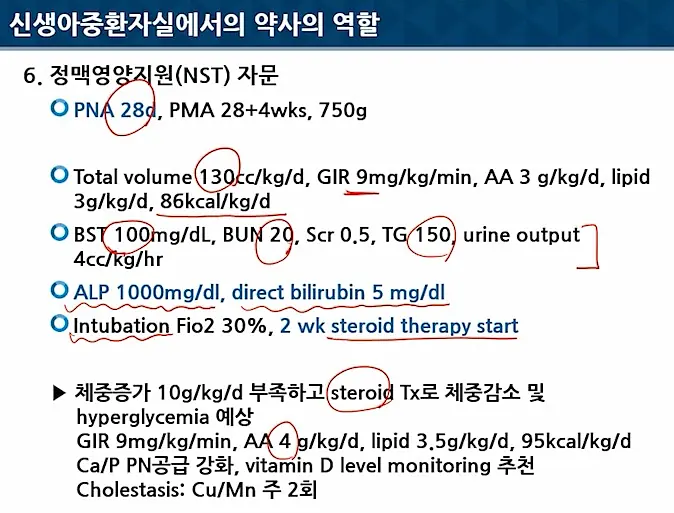 신생아중환자실에서의 약사의 역할
6. 정맥영양지원(NST) 자문
PNA 28d, PMA 28+4wks, 750g
Total volume 130cc/kg/d, GIR 9mg/kg/min, AA 3 g/kg/d, lipid
3g/kg/d, 86kcal/kg/d
BST 100mg/dL, BUN 20, Scr 0.5, TG 150, urine output
4cc/kg/hr
ALP 1000mg/dl, direct bilirubin 5 mg/dl
Intubation Fio2 30%, 2 wk steroid therapy start
▶ 체중증가 10g/kg/d 부족하고 steroid Tx로 체중감소 및
hyperglycemia 예상
GIR 9mg/kg/min, AA 4 g/kg/d, lipid 3.5g/kg/d, 95kcal/kg/d
Ca/P PN공급 강화, vitamin D level monitoring 추천
Cholestasis: Cu/Mn 주 2회